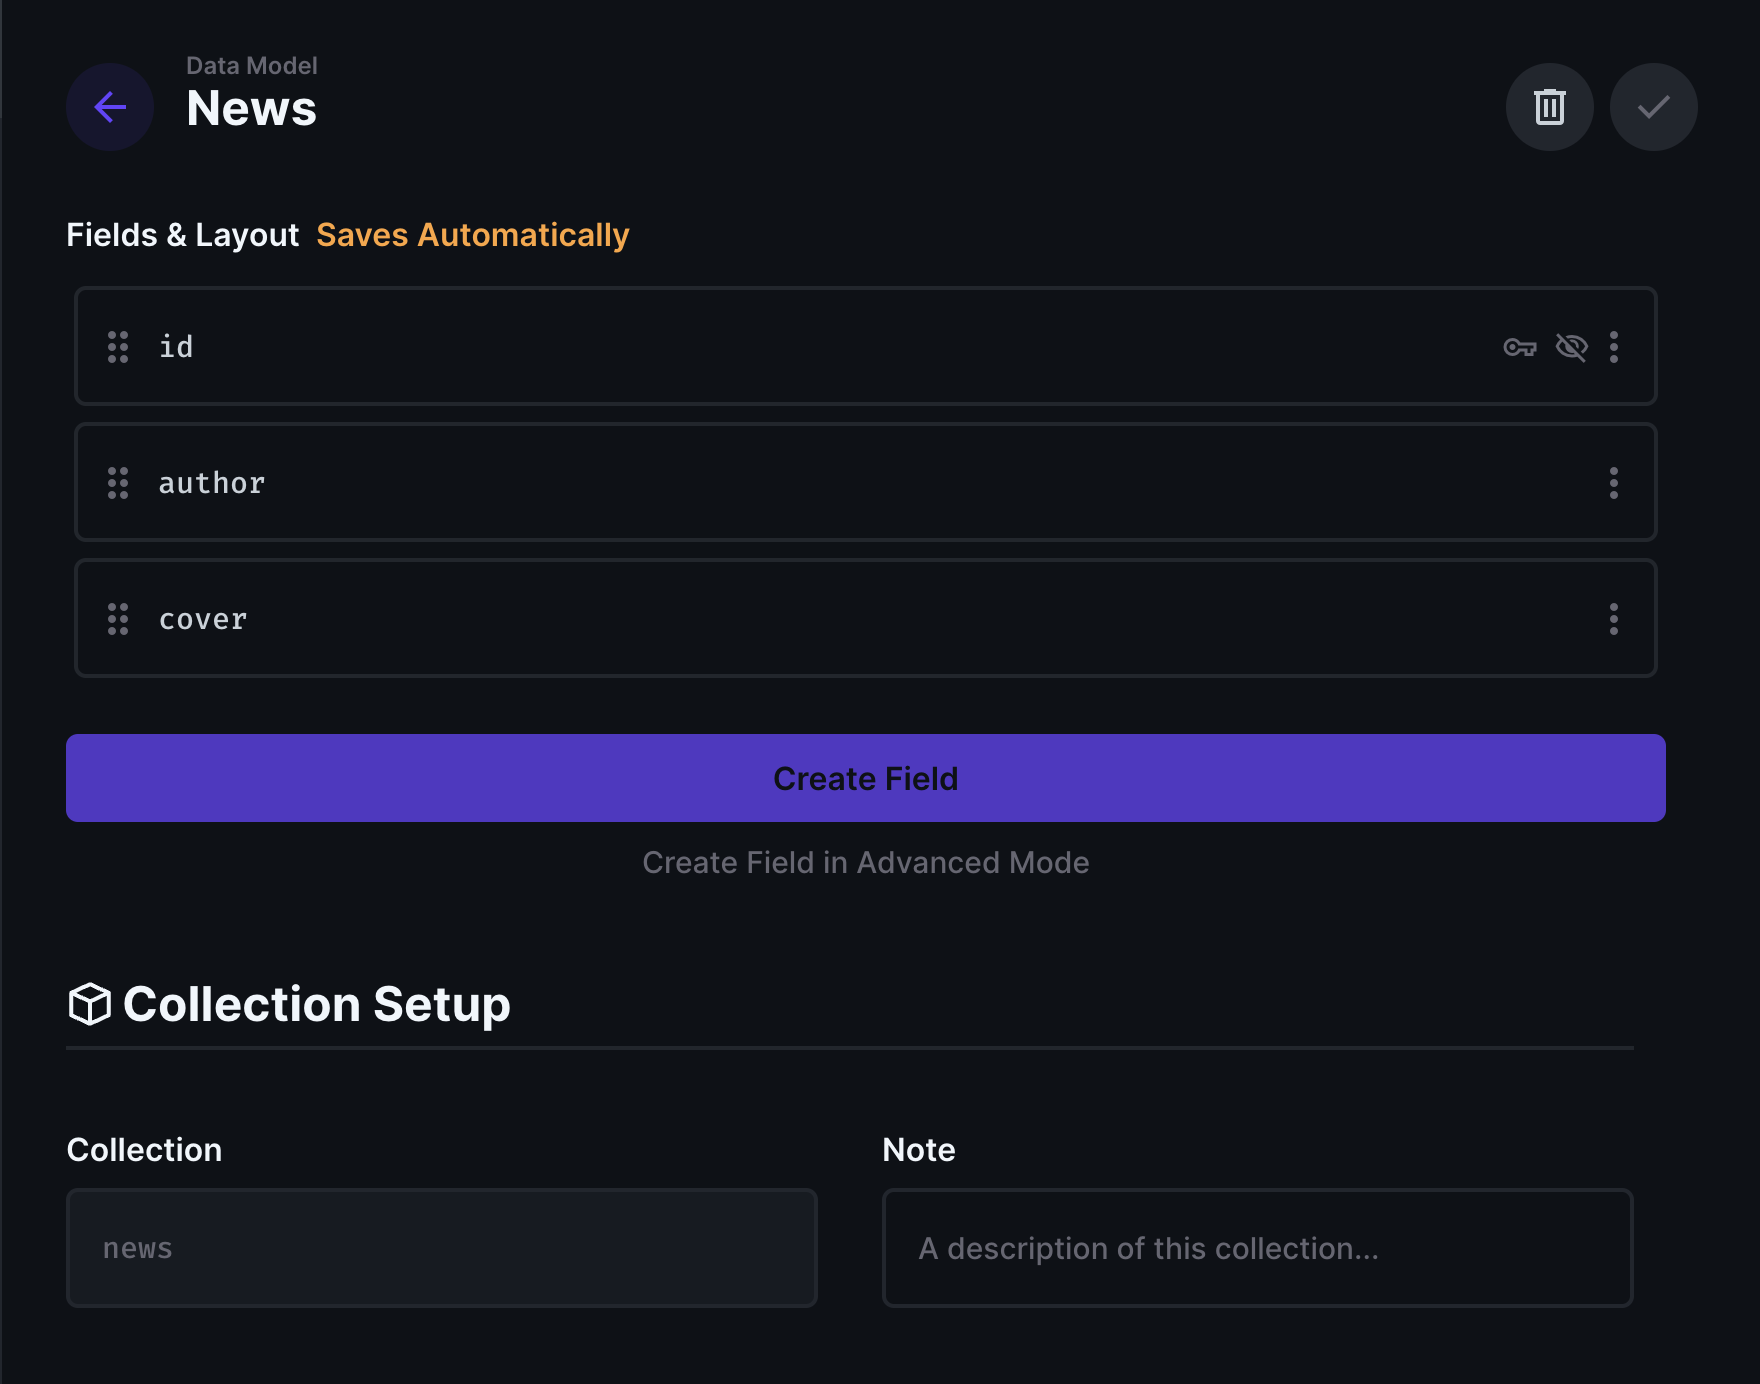 Data Model
News
Fields & Layout Saves Automatically
id
author
cover
Create Field
Create Field in Advanced Mode
Collection Setup
Collection
Note
news
A description of this collection...